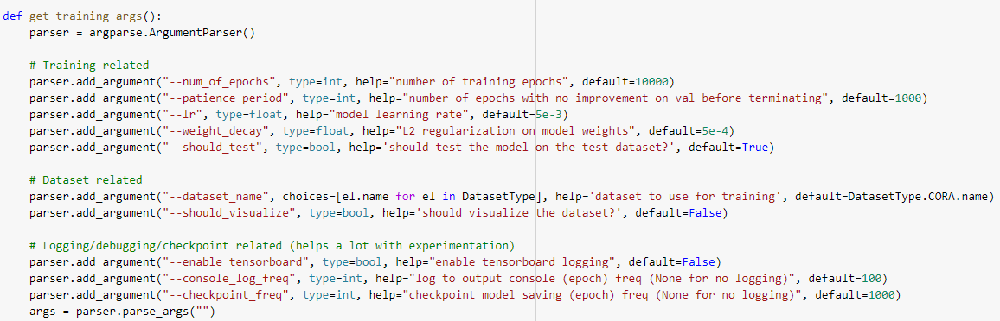 def get_training_args():
    parser = argparse.ArgumentParser()

    # Training related
    parser.add_argument("--num_of_epochs", type=int, help="number of training epochs", default=10000)
    parser.add_argument("--patience_period", type=int, help="number of epochs with no improvement on val before terminating", default=1000)
    parser.add_argument("--lr", type=float, help="model learning rate", default=5e-3)
    parser.add_argument("--weight_decay", type=float, help="L2 regularization on model weights", default=5e-4)
    parser.add_argument("--should_test", type=bool, help='should test the model on the test dataset?', default=True)

    # Dataset related
    parser.add_argument("--dataset_name", choices=[el.name for el in DatasetType], help='dataset to use for training', default=DatasetType.CORA.name)
    parser.add_argument("--should_visualize", type=bool, help='should visualize the dataset?', default=False)

    # Logging/debugging/checkpoint related (helps a lot with experimentation)
    parser.add_argument("--enable_tensorboard", type=bool, help="enable tensorboard logging", default=False)
    parser.add_argument("--console_log_freq", type=int, help="log to output console (epoch) freq (None for no logging)", default=100)
    parser.add_argument("--checkpoint_freq", type=int, help="checkpoint model saving (epoch) freq (None for no logging)", default=1000)
    args = parser.parse_args("")